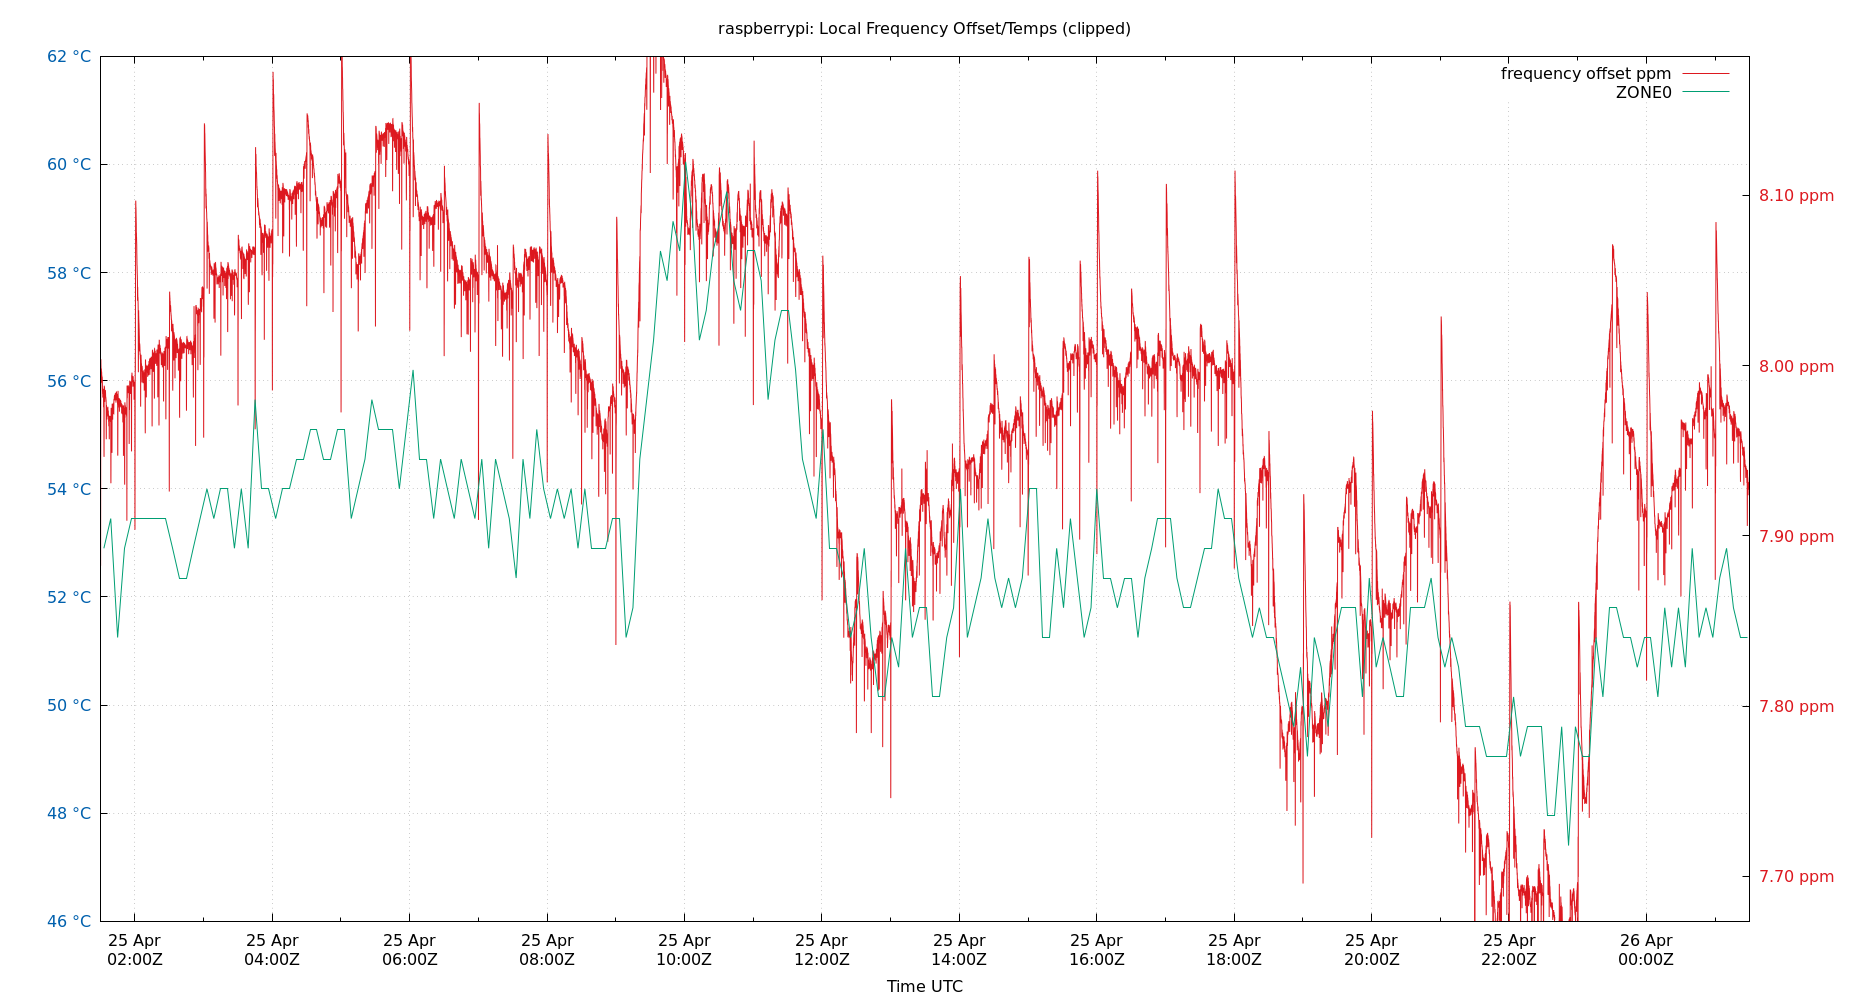 raspberrypi: Local Frequency Offset/Temps (clipped)
62 °C
60 °C
58 °C
56 °C
54 °C
52 °C
50 °C
48 °C
46 °C
frequency offset ppm
ZONE0
8.10 ppm
8.00 ppm
7.90 ppm
7.80 ppm
7.70 ppm
25 Apr 25 Apr 25 Apr 25 Apr 25 Apr 25 Apr 25 Apr 25 Apr 25 Apr 25 Apr 25 Apr 26 Apr
02:00Z 04:00Z 06:00Z 08:00Z 10:00Z 12:00Z 14:00Z 16:00Z 18:00Z 20:00Z 22:00Z 00:00Z
Time UTC